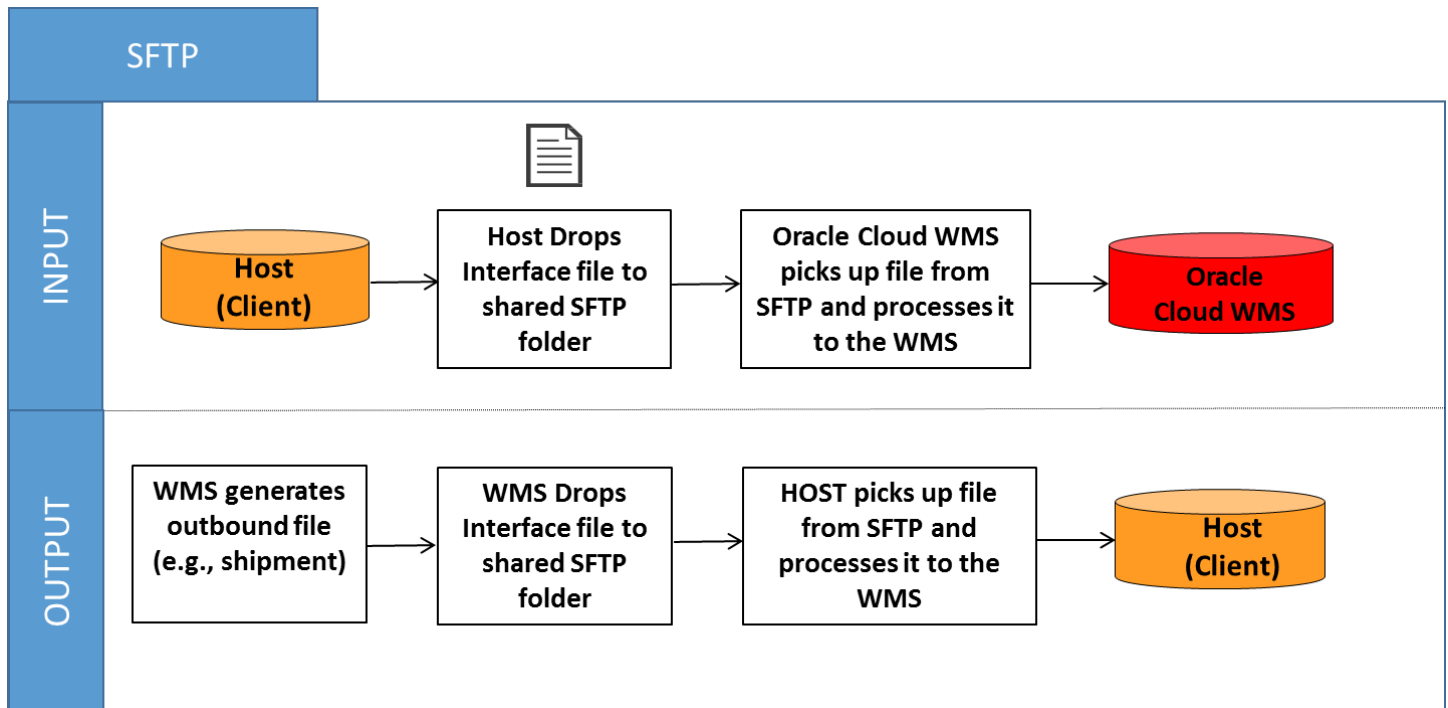 SFTP
INPUT
Host
(Client)
Host Drops
Interface file to
shared SFTP
folder
Oracle Cloud WMS
picks up file from
SFTP and processes it
to the WMS
Oracle
Cloud WMS
OUTPUT
WMS generates
outbound file
(e.g., shipment)
WMS Drops
Interface file to
shared SFTP
folder
HOST picks up file
from SFTP and
processes it to the
WMS
Host
(Client)